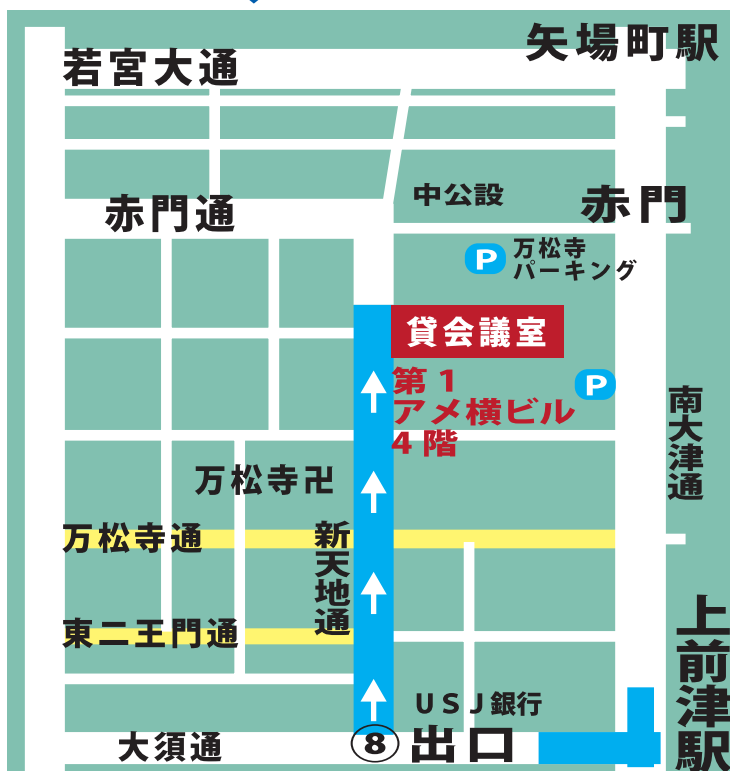 矢場町駅
若宮大通
中公設
赤門
赤門通
P 万松寺
パーキング
貸会議室
第1
アメ横ビル
4階
P
南大津通
万松寺卍
万松寺通
新天地通
東二王門通
上前津駅
USJ銀行
大須通
8 出口